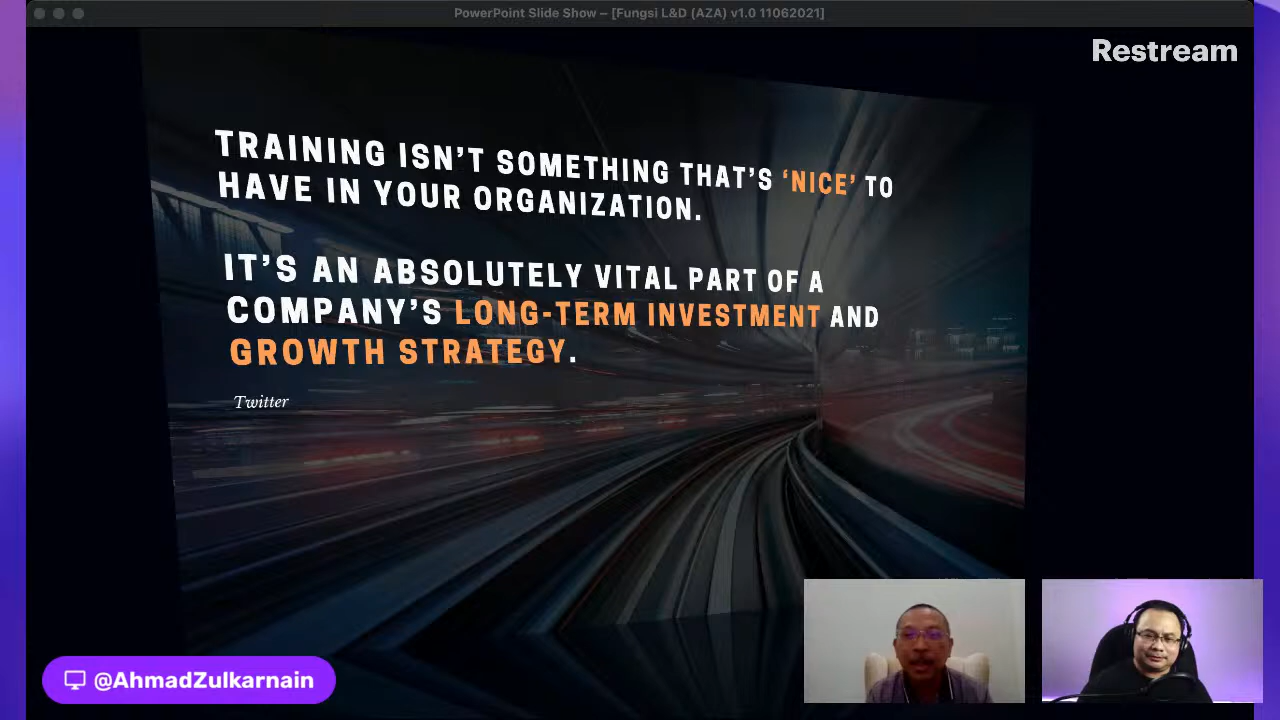 PowerPoint Slide Show – [Fungsi L&D (AZA) v1.0 11062021]
Restream
TRAINING ISN'T SOMETHING THAT'S 'NICE' TO
HAVE IN YOUR ORGANIZATION.
IT'S AN ABSOLUTELY VITAL PART OF A
COMPANY'S LONG-TERM INVESTMENT AND
GROWTH STRATEGY.
Twitter
@AhmadZulkarnain